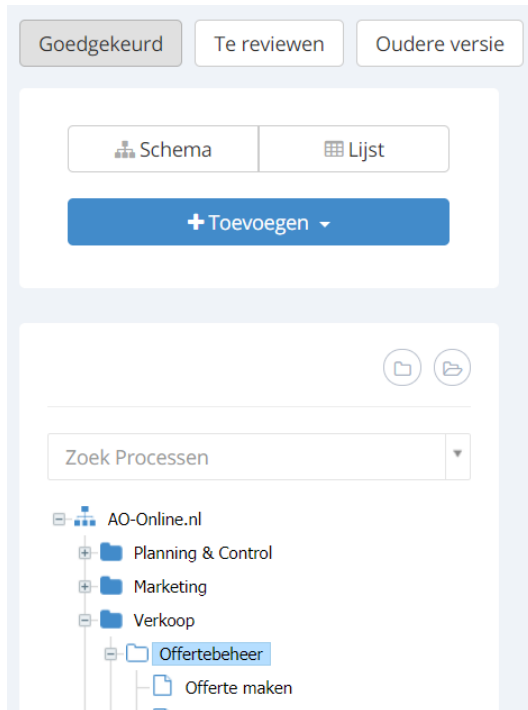 Goedgekeurd Te reviewen Oudere versie
Schema Lijst
Toevoegen
Zoek Processen
AO-Online.nl
Planning & Control
Marketing
Verkoop
Offertebeheer
Offerte maken